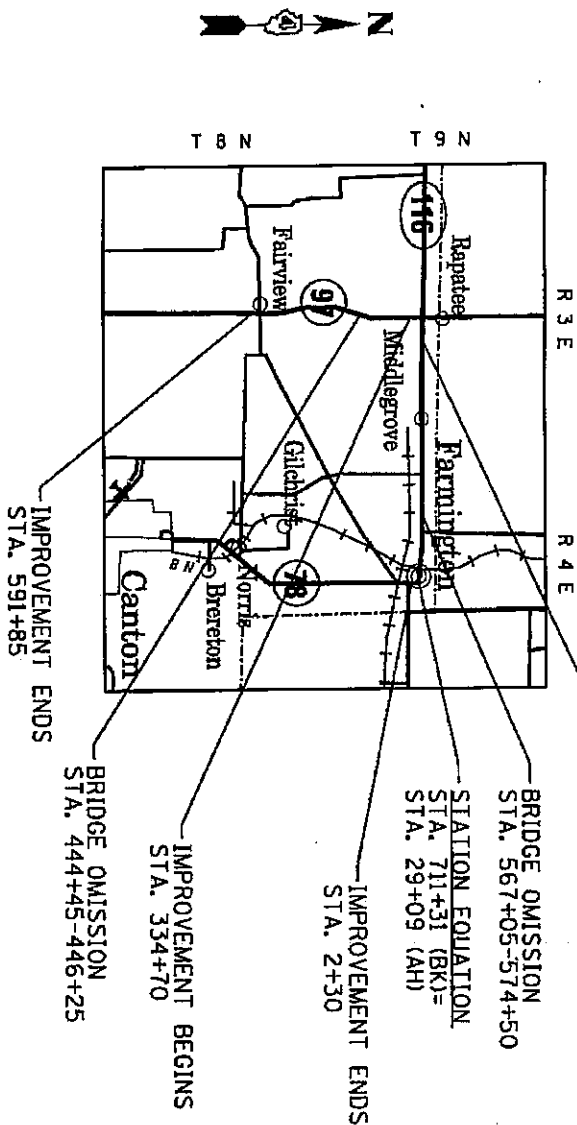 N
4
T 8 N
T 9 N
R 3 E
R 4 E
116
Rapatee
Fairview
97
Middlegrove
Farmington
Gilchrist
Norris
78
B N
Brereton
Canton
BRIDGE OMISSION
STA. 567+05-574+50
STATION EQUATION
STA. 711+31 (BK)=
STA. 29+09 (AH)
IMPROVEMENT ENDS
STA. 2+30
IMPROVEMENT BEGINS
STA. 334+70
BRIDGE OMISSION
STA. 444+45-446+25
IMPROVEMENT ENDS
STA. 591+85